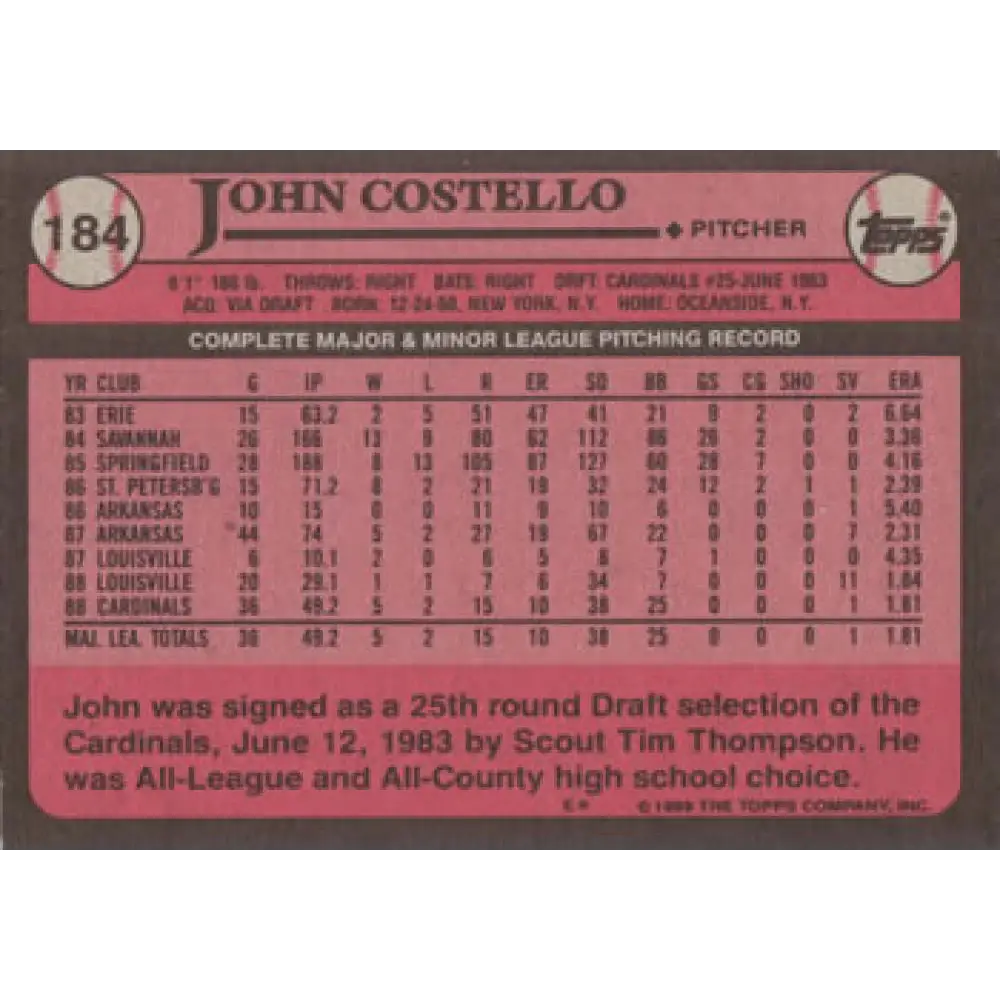 184
JOHN COSTELLO
♦ PITCHER
TOPPS®
6'1" 180 lb. THROWS: RIGHT BATS: RIGHT DRFT: CARDINALS #25-JUNE 1983
ACQ: VIA DRAFT BORN: 12-24-60, NEW YORK, N.Y. HOME: OCEANSIDE, N.Y.
COMPLETE MAJOR & MINOR LEAGUE PITCHING RECORD
YR CLUB G IP W L R ER SO BB GS CG SHO SV ERA
83 ERIE 15 63.2 2 5 51 47 41 21 9 2 0 2 6.64
84 SAVANNAH 26 166 13 9 80 62 112 86 26 2 0 0 3.36
85 SPRINGFIELD 28 188 8 13 105 87 127 60 28 7 0 0 4.16
86 ST. PETERSB'G 15 71.2 8 2 21 19 32 24 12 2 1 1 2.39
86 ARKANSAS 10 15 0 0 11 9 10 6 0 0 0 1 5.40
87 ARKANSAS 44 74 5 2 27 19 67 22 0 0 0 7 2.31
87 LOUISVILLE 6 10.1 2 0 6 5 8 7 1 0 0 0 4.35
88 LOUISVILLE 20 29.1 1 1 7 6 34 7 0 0 0 11 1.84
88 CARDINALS 36 49.2 5 2 15 10 38 25 0 0 0 1 1.81
MAJ. LEA. TOTALS 36 49.2 5 2 15 10 38 25 0 0 0 1 1.81
John was signed as a 25th round Draft selection of the
Cardinals, June 12, 1983 by Scout Tim Thompson. He
was All-League and All-County high school choice.
© 1989 THE TOPPS COMPANY, INC.